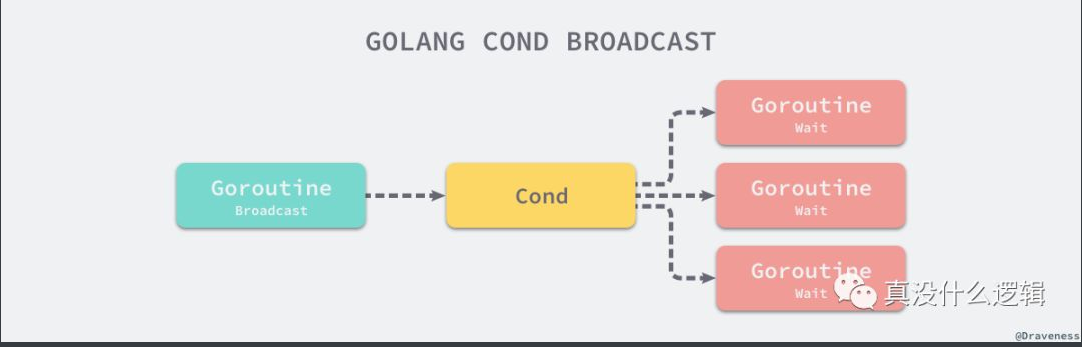 GOLANG COND BROADCAST
Goroutine
Wait
Goroutine
Broadcast
Cond
Goroutine
Wait
Goroutine
Wait
真没什么逻辑
@Draveness